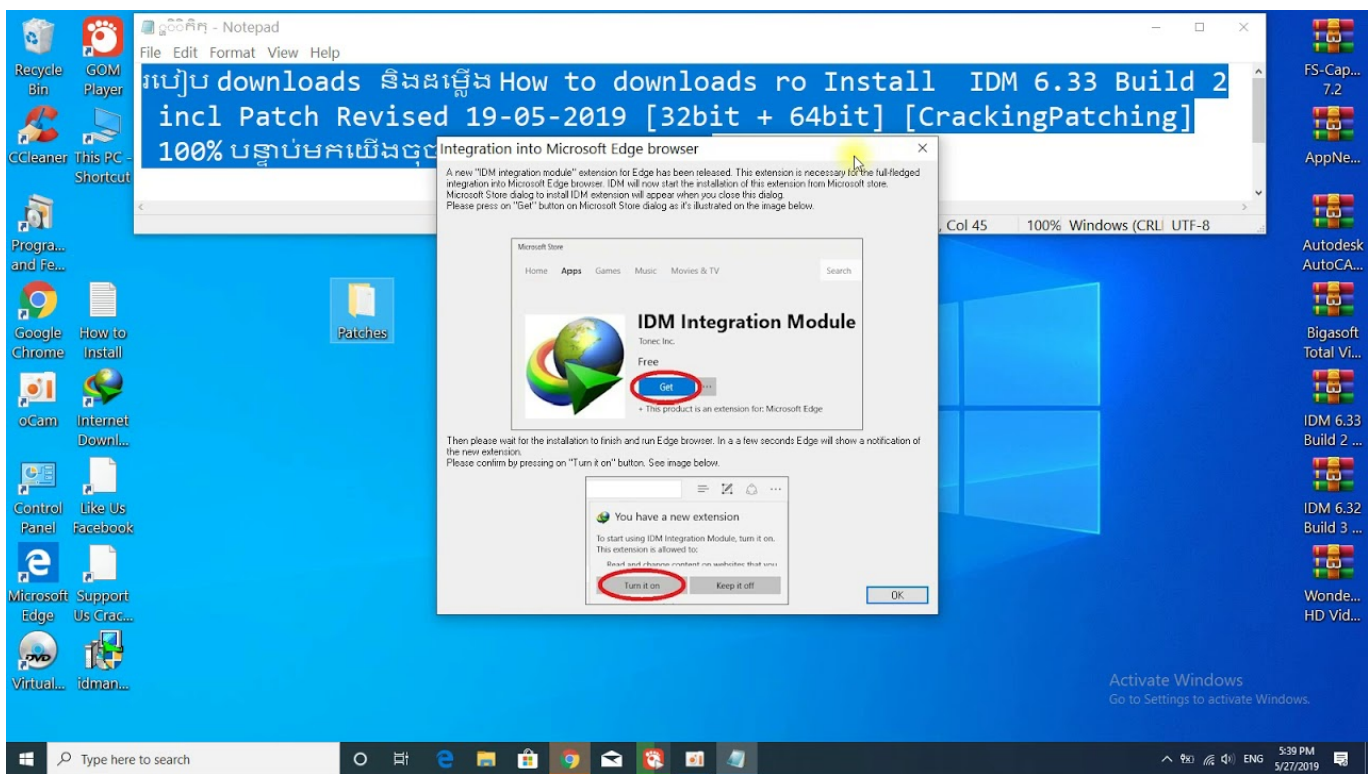 - Notepad
File Edit Format View Help
របៀប downloads និងដម្លើង How to downloads ro Install IDM 6.33 Build 2
incl Patch Revised 19-05-2019 [32bit + 64bit] [CrackingPatching]
100% បន្ទាប់មកយើងចុច
Col 45 100% Windows (CRL UTF-8
Integration into Microsoft Edge browser
A new "IDM integration module" extension for Edge has been released. This extension is necessary for the full-fledged
integration into Microsoft Edge browser. IDM will now start the installation of this extension from Microsoft store.
Microsoft Store dialog to install IDM extension will appear when you close this dialog.
Please press on "Get" button on Microsoft Store dialog as it's illustrated on the image below.
Microsoft Store
Home Apps Games Music Movies & TV Search
IDM Integration Module
Tonec Inc.
Free
Get
+ This product is an extension for: Microsoft Edge
Then please wait for the installation to finish and run Edge browser. In a a few seconds Edge will show a notification of
the new extension.
Please confirm by pressing on "Turn it on" button. See image below.
You have a new extension
To start using IDM Integration Module, turn it on.
This extension is allowed to:
Read and change content on websites that you
Turn it on Keep it off
OK
Recycle
Bin
GOM
Player
CCleaner
This PC -
Shortcut
Progra...
and Fe...
Google
Chrome
How to
Install
Patches
oCam
Internet
Downl...
Control
Panel
Like Us
Facebook
Microsoft
Edge
Support
Us Crac...
Virtual...
idman...
FS-Cap...
7.2
AppNe...
Autodesk
AutoCA...
Bigasoft
Total Vi...
IDM 6.33
Build 2 ...
IDM 6.32
Build 3 ...
Wonde...
HD Vid...
Activate Windows
Go to Settings to activate Windows.
Type here to search
ENG
5:39 PM
5/27/2019